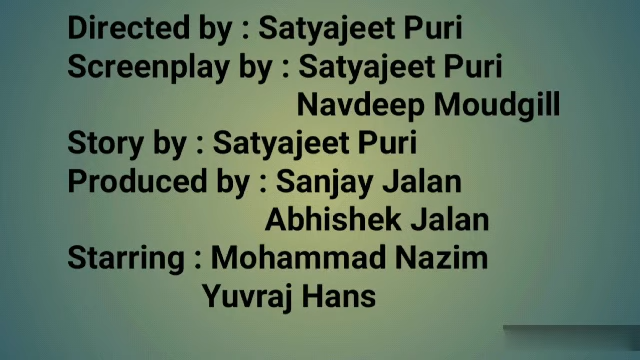 Directed by : Satyajeet Puri
Screenplay by : Satyajeet Puri
Navdeep Moudgill
Story by : Satyajeet Puri
Produced by : Sanjay Jalan
Abhishek Jalan
Starring : Mohammad Nazim
Yuvraj Hans